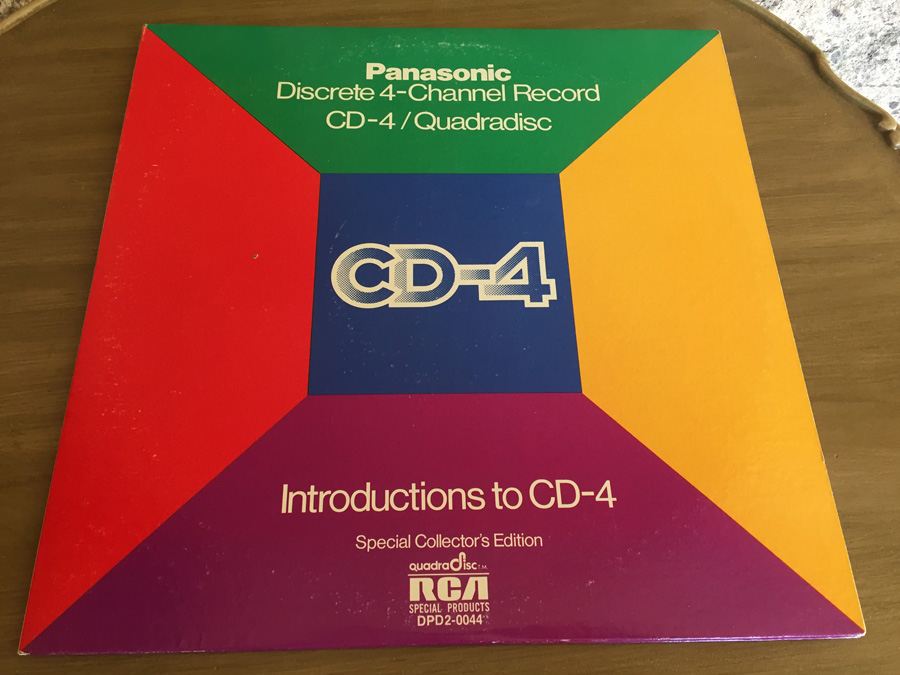 Panasonic
Discrete 4-Channel Record
CD-4 / Quadradisc
CD-4
Introductions to CD-4
Special Collector's Edition
quadradisc T.M.
RCA
SPECIAL PRODUCTS
DPD2-0044